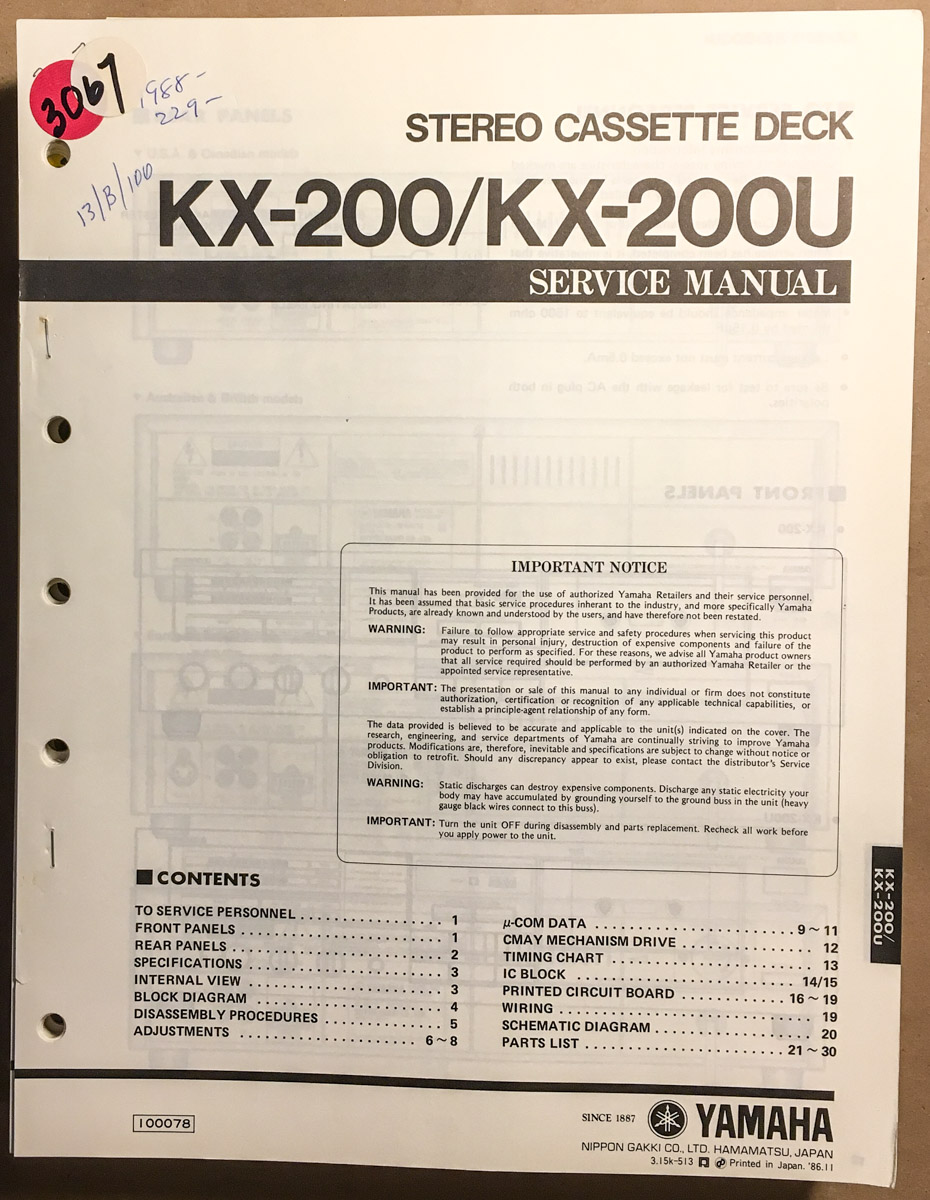 3067
1988-
229-
13/B/100
STEREO CASSETTE DECK
KX-200/KX-200U
SERVICE MANUAL
IMPORTANT NOTICE
This manual has been provided for the use of authorized Yamaha Retailers and their service personnel.
It has been assumed that basic service procedures inherant to the industry, and more specifically Yamaha
Products, are already known and understood by the users, and have therefore not been restated.
WARNING: Failure to follow appropriate service and safety procedures when servicing this product
may result in personal injury, destruction of expensive components and failure of the
product to perform as specified. For these reasons, we advise all Yamaha product owners
that all service required should be performed by an authorized Yamaha Retailer or the
appointed service representative.
IMPORTANT: The presentation or sale of this manual to any individual or firm does not constitute
authorization, certification or recognition of any applicable technical capabilities, or
establish a principle-agent relationship of any form.
The data provided is believed to be accurate and applicable to the unit(s) indicated on the cover. The
research, engineering, and service departments of Yamaha are continually striving to improve Yamaha
products. Modifications are, therefore, inevitable and specifications are subject to change without notice or
obligation to retrofit. Should any discrepancy appear to exist, please contact the distributor's Service
Division.
WARNING: Static discharges can destroy expensive components. Discharge any static electricity your
body may have accumulated by grounding yourself to the ground buss in the unit (heavy
gauge black wires connect to this buss).
IMPORTANT: Turn the unit OFF during disassembly and parts replacement. Recheck all work before
you apply power to the unit.
■CONTENTS
TO SERVICE PERSONNEL .................... 1
FRONT PANELS .............................. 1
REAR PANELS ............................... 2
SPECIFICATIONS ............................ 3
INTERNAL VIEW ............................. 3
BLOCK DIAGRAM ............................ 4
DISASSEMBLY PROCEDURES ................. 5
ADJUSTMENTS .......................... 6~8
μ-COM DATA .......................... 9~11
CMAY MECHANISM DRIVE .................. 12
TIMING CHART ............................. 13
IC BLOCK ............................. 14/15
PRINTED CIRCUIT BOARD ............... 16~19
WIRING .................................... 19
SCHEMATIC DIAGRAM ...................... 20
PARTS LIST .......................... 21~30
KX-200/
KX-200U
100078
SINCE 1887 YAMAHA
NIPPON GAKKI CO., LTD. HAMAMATSU, JAPAN
3.15k-513 Printed in Japan. '86.11